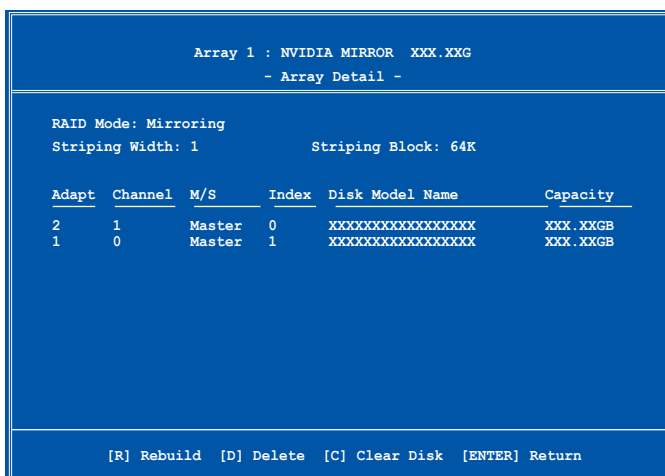 Array 1 : NVIDIA MIRROR XXX.XXG
- Array Detail -
RAID Mode: Mirroring
Striping Width: 1 Striping Block: 64K
Adapt Channel M/S Index Disk Model Name Capacity
2 1 Master 0 XXXXXXXXXXXXXXXXX XXX.XXGB
1 0 Master 1 XXXXXXXXXXXXXXXXX XXX.XXGB
[R] Rebuild [D] Delete [C] Clear Disk [ENTER] Return